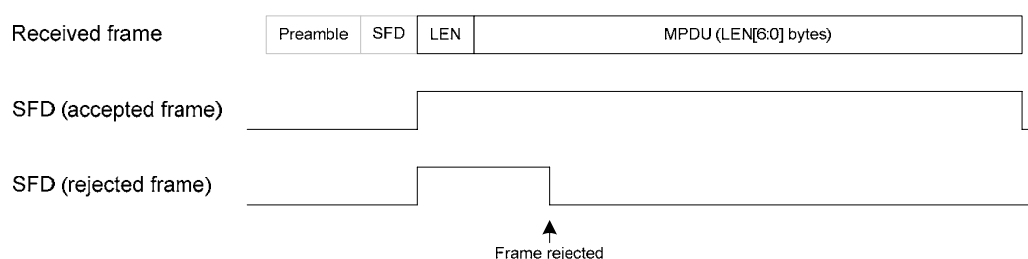 Received frame
Preamble SFD LEN MPDU (LEN[6:0] bytes)
SFD (accepted frame)
SFD (rejected frame)
Frame rejected